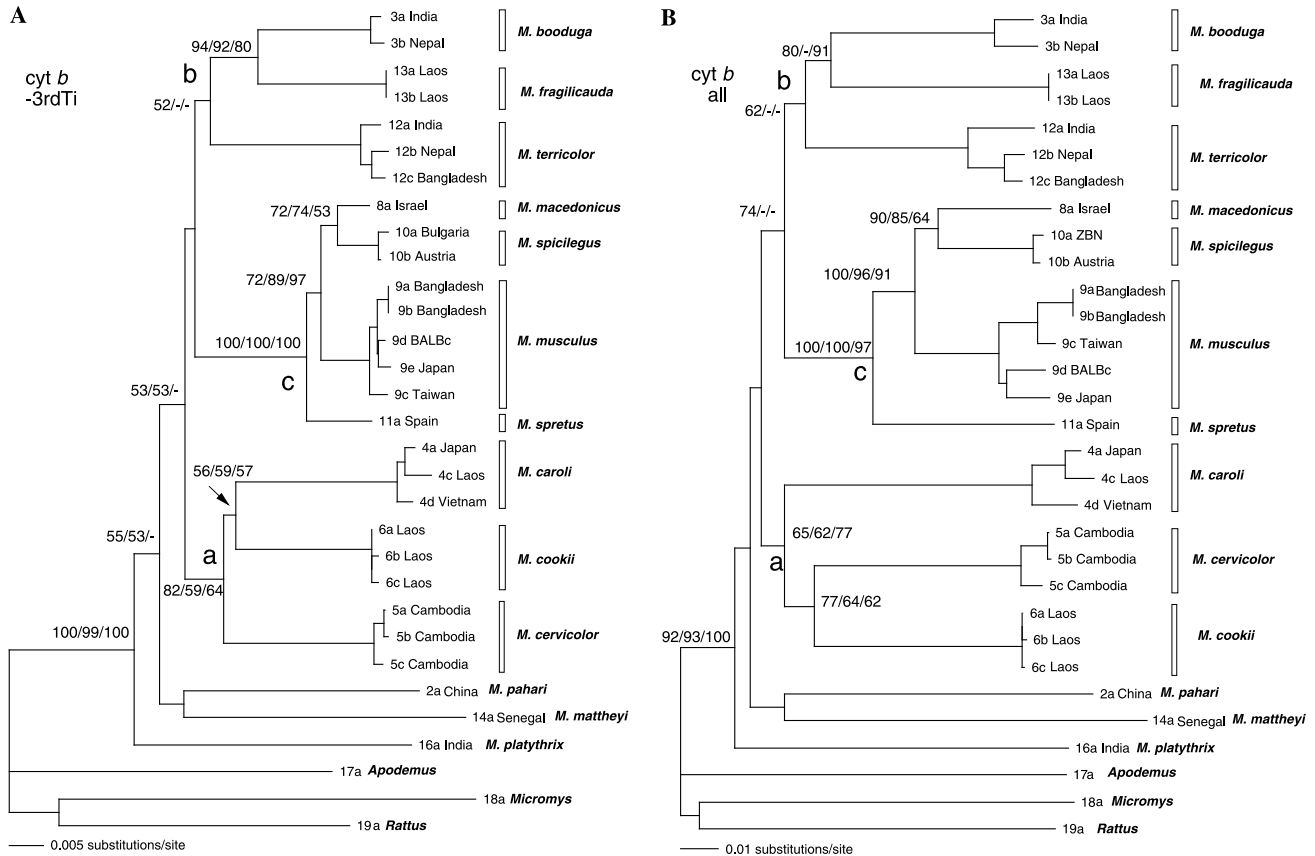 A
cyt b
-3rdTi
94/92/80
b
52/-/-
3a India
3b Nepal
M. booduga
13a Laos
13b Laos
M. fragilicauda
12a India
12b Nepal
12c Bangladesh
M. terricolor
72/74/53
8a Israel
M. macedonicus
10a Bulgaria
10b Austria
M. spicilegus
72/89/97
9a Bangladesh
9b Bangladesh
9d BALBc
9e Japan
9c Taiwan
M. musculus
100/100/100
c
53/53/-
11a Spain
M. spretus
56/59/57
4a Japan
4c Laos
4d Vietnam
M. caroli
55/53/-
a
6a Laos
6b Laos
6c Laos
M. cookii
82/59/64
5a Cambodia
5b Cambodia
5c Cambodia
M. cervicolor
100/99/100
2a China M. pahari
14a Senegal M. mattheyi
16a India M. platythrix
17a Apodemus
18a Micromys
19a Rattus
0.005 substitutions/site
B
cyt b
all
80/-/91
b
62/-/-
3a India
3b Nepal
M. booduga
13a Laos
13b Laos
M. fragilicauda
12a India
12b Nepal
12c Bangladesh
M. terricolor
74/-/-
90/85/64
8a Israel
M. macedonicus
10a ZBN
10b Austria
M. spicilegus
100/96/91
9a Bangladesh
9b Bangladesh
9c Taiwan
9d BALBc
9e Japan
M. musculus
100/100/97
c
11a Spain
M. spretus
4a Japan
4c Laos
4d Vietnam
M. caroli
65/62/77
a
5a Cambodia
5b Cambodia
5c Cambodia
M. cervicolor
77/64/62
6a Laos
6b Laos
6c Laos
M. cookii
92/93/100
2a China M. pahari
14a Senegal M. mattheyi
16a India M. platythrix
17a Apodemus
18a Micromys
19a Rattus
0.01 substitutions/site